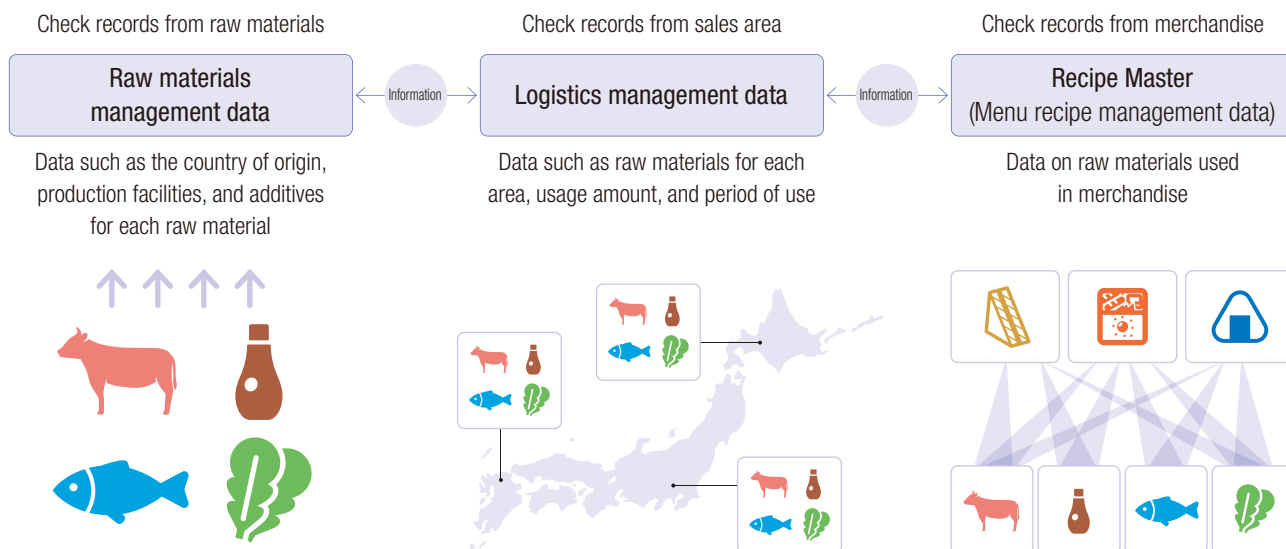 Check records from raw materials
Raw materials
management data
Data such as the country of origin,
production facilities, and additives
for each raw material
Information
Check records from sales area
Logistics management data
Data such as raw materials for each
area, usage amount, and period of use
Information
Check records from merchandise
Recipe Master
(Menu recipe management data)
Data on raw materials used
in merchandise